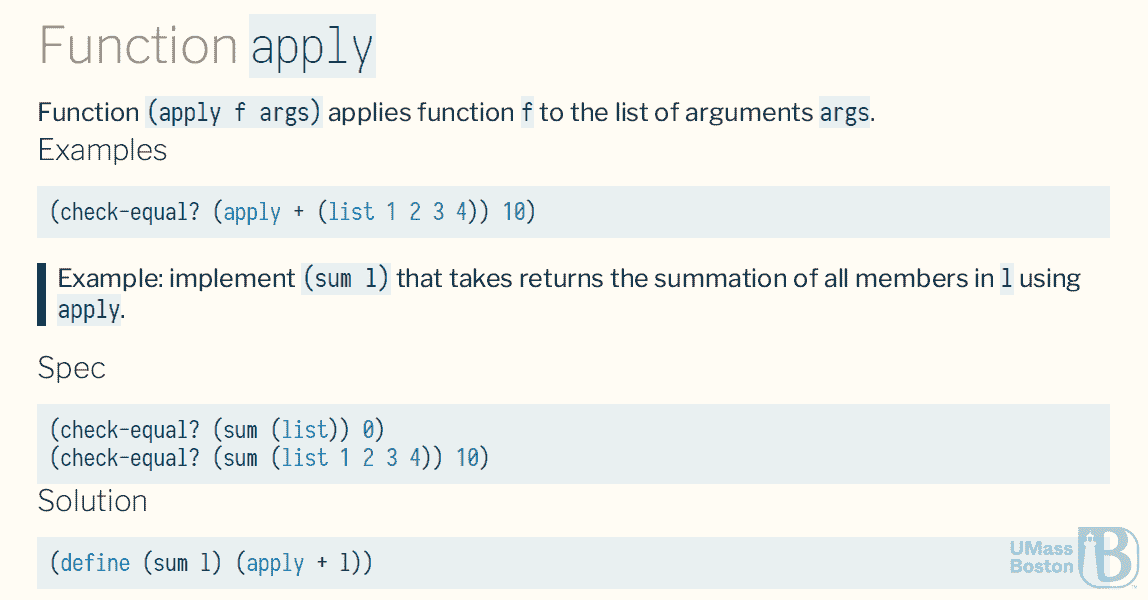 Function apply
Function (apply f args) applies function f to the list of arguments args.
Examples
(check-equal? (apply + (list 1 2 3 4)) 10)
Example: implement (sum l) that takes returns the summation of all members in l using
apply.
Spec
(check-equal? (sum (list)) 0)
(check-equal? (sum (list 1 2 3 4)) 10)
Solution
(define (sum l) (apply + l))
UMass
Boston
B